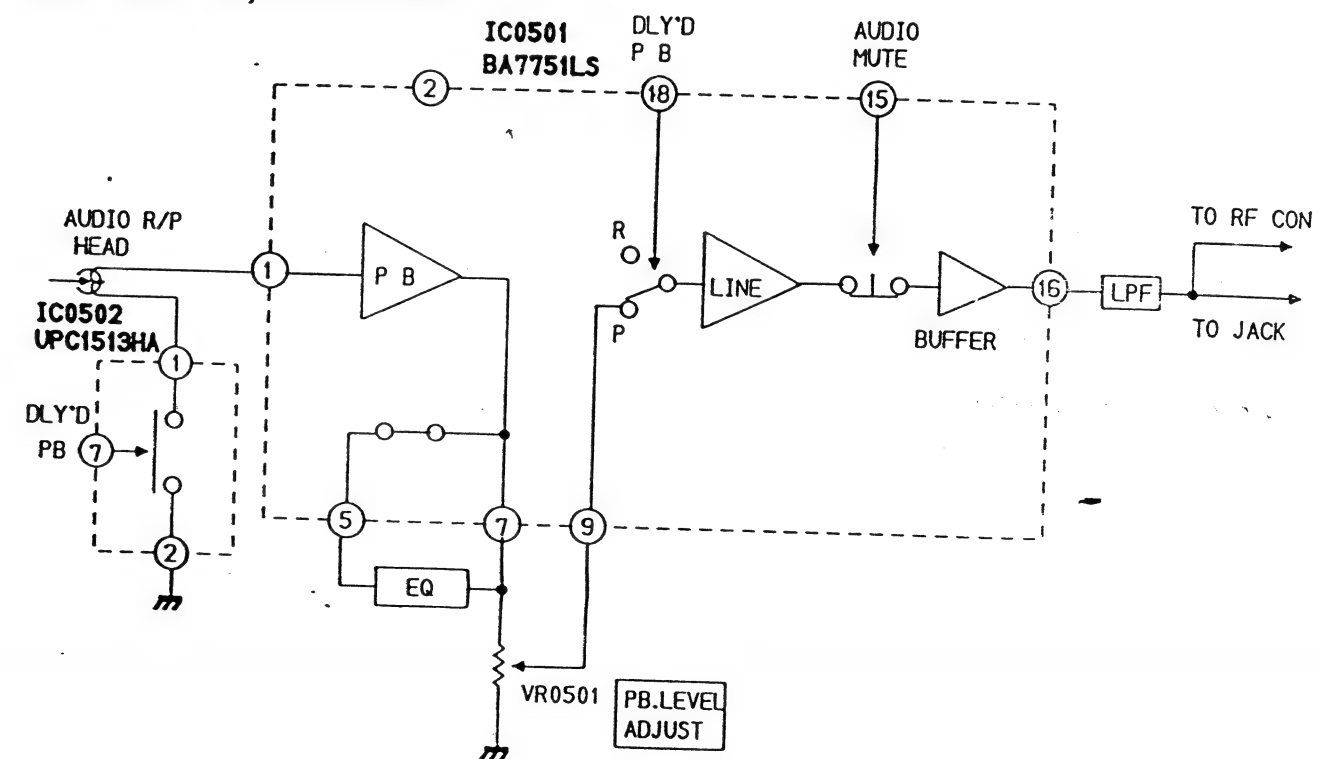 IC0501
BA7751LS
DLY'D
P B
AUDIO
MUTE
2
18
15
AUDIO R/P
HEAD
1
P B
R
P
LINE
BUFFER
16
LPF
TO RF CON
TO JACK
IC0502
UPC1513HA
1
DLY'D
PB
7
2
5
7
9
EQ
VR0501
PB.LEVEL
ADJUST